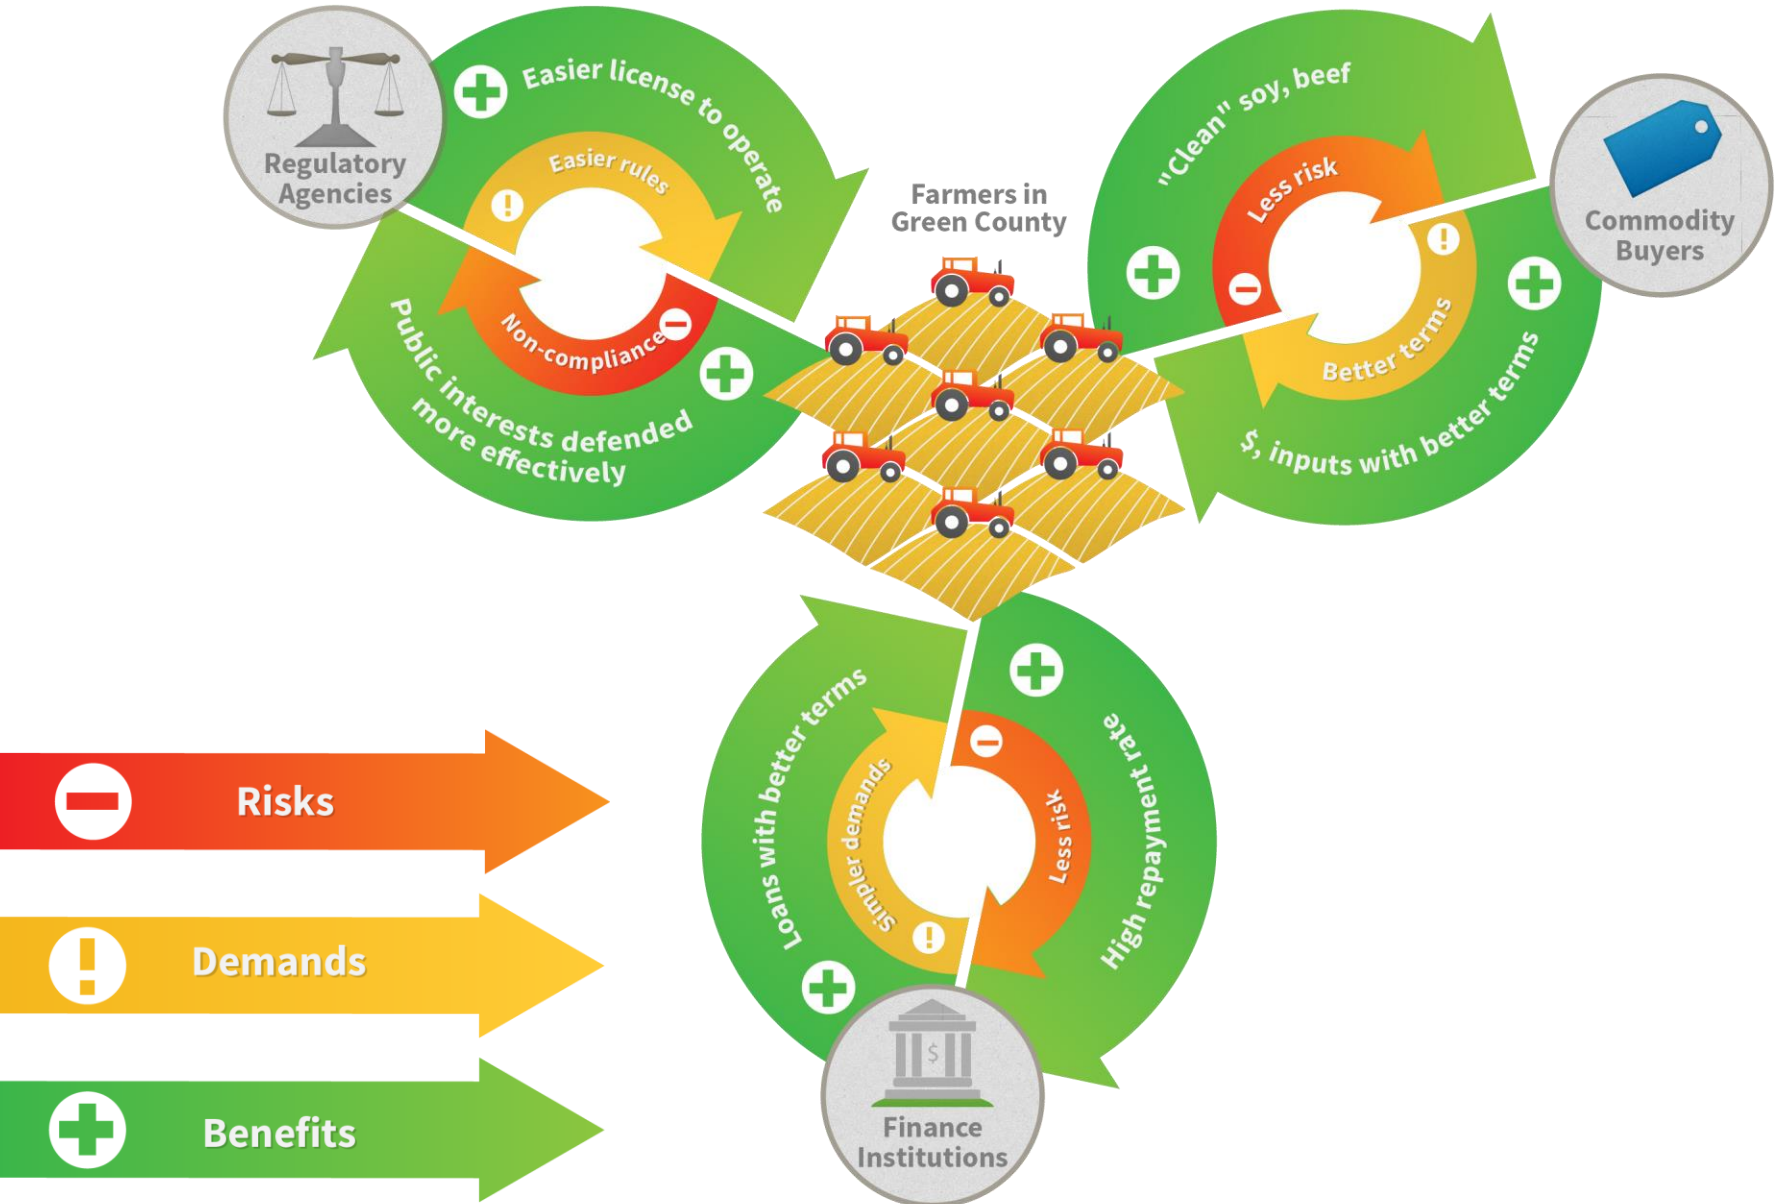 Regulatory
Agencies
Easier license to operate
Easier rules
Non-compliance
Public interests defended
more effectively
Farmers in
Green County
"Clean" soy, beef
Less risk
Better terms
$, inputs with better terms
Commodity
Buyers
Loans with better terms
Simpler demands
Less risk
High repayment rate
$
Finance
Institutions
Risks
Demands
Benefits